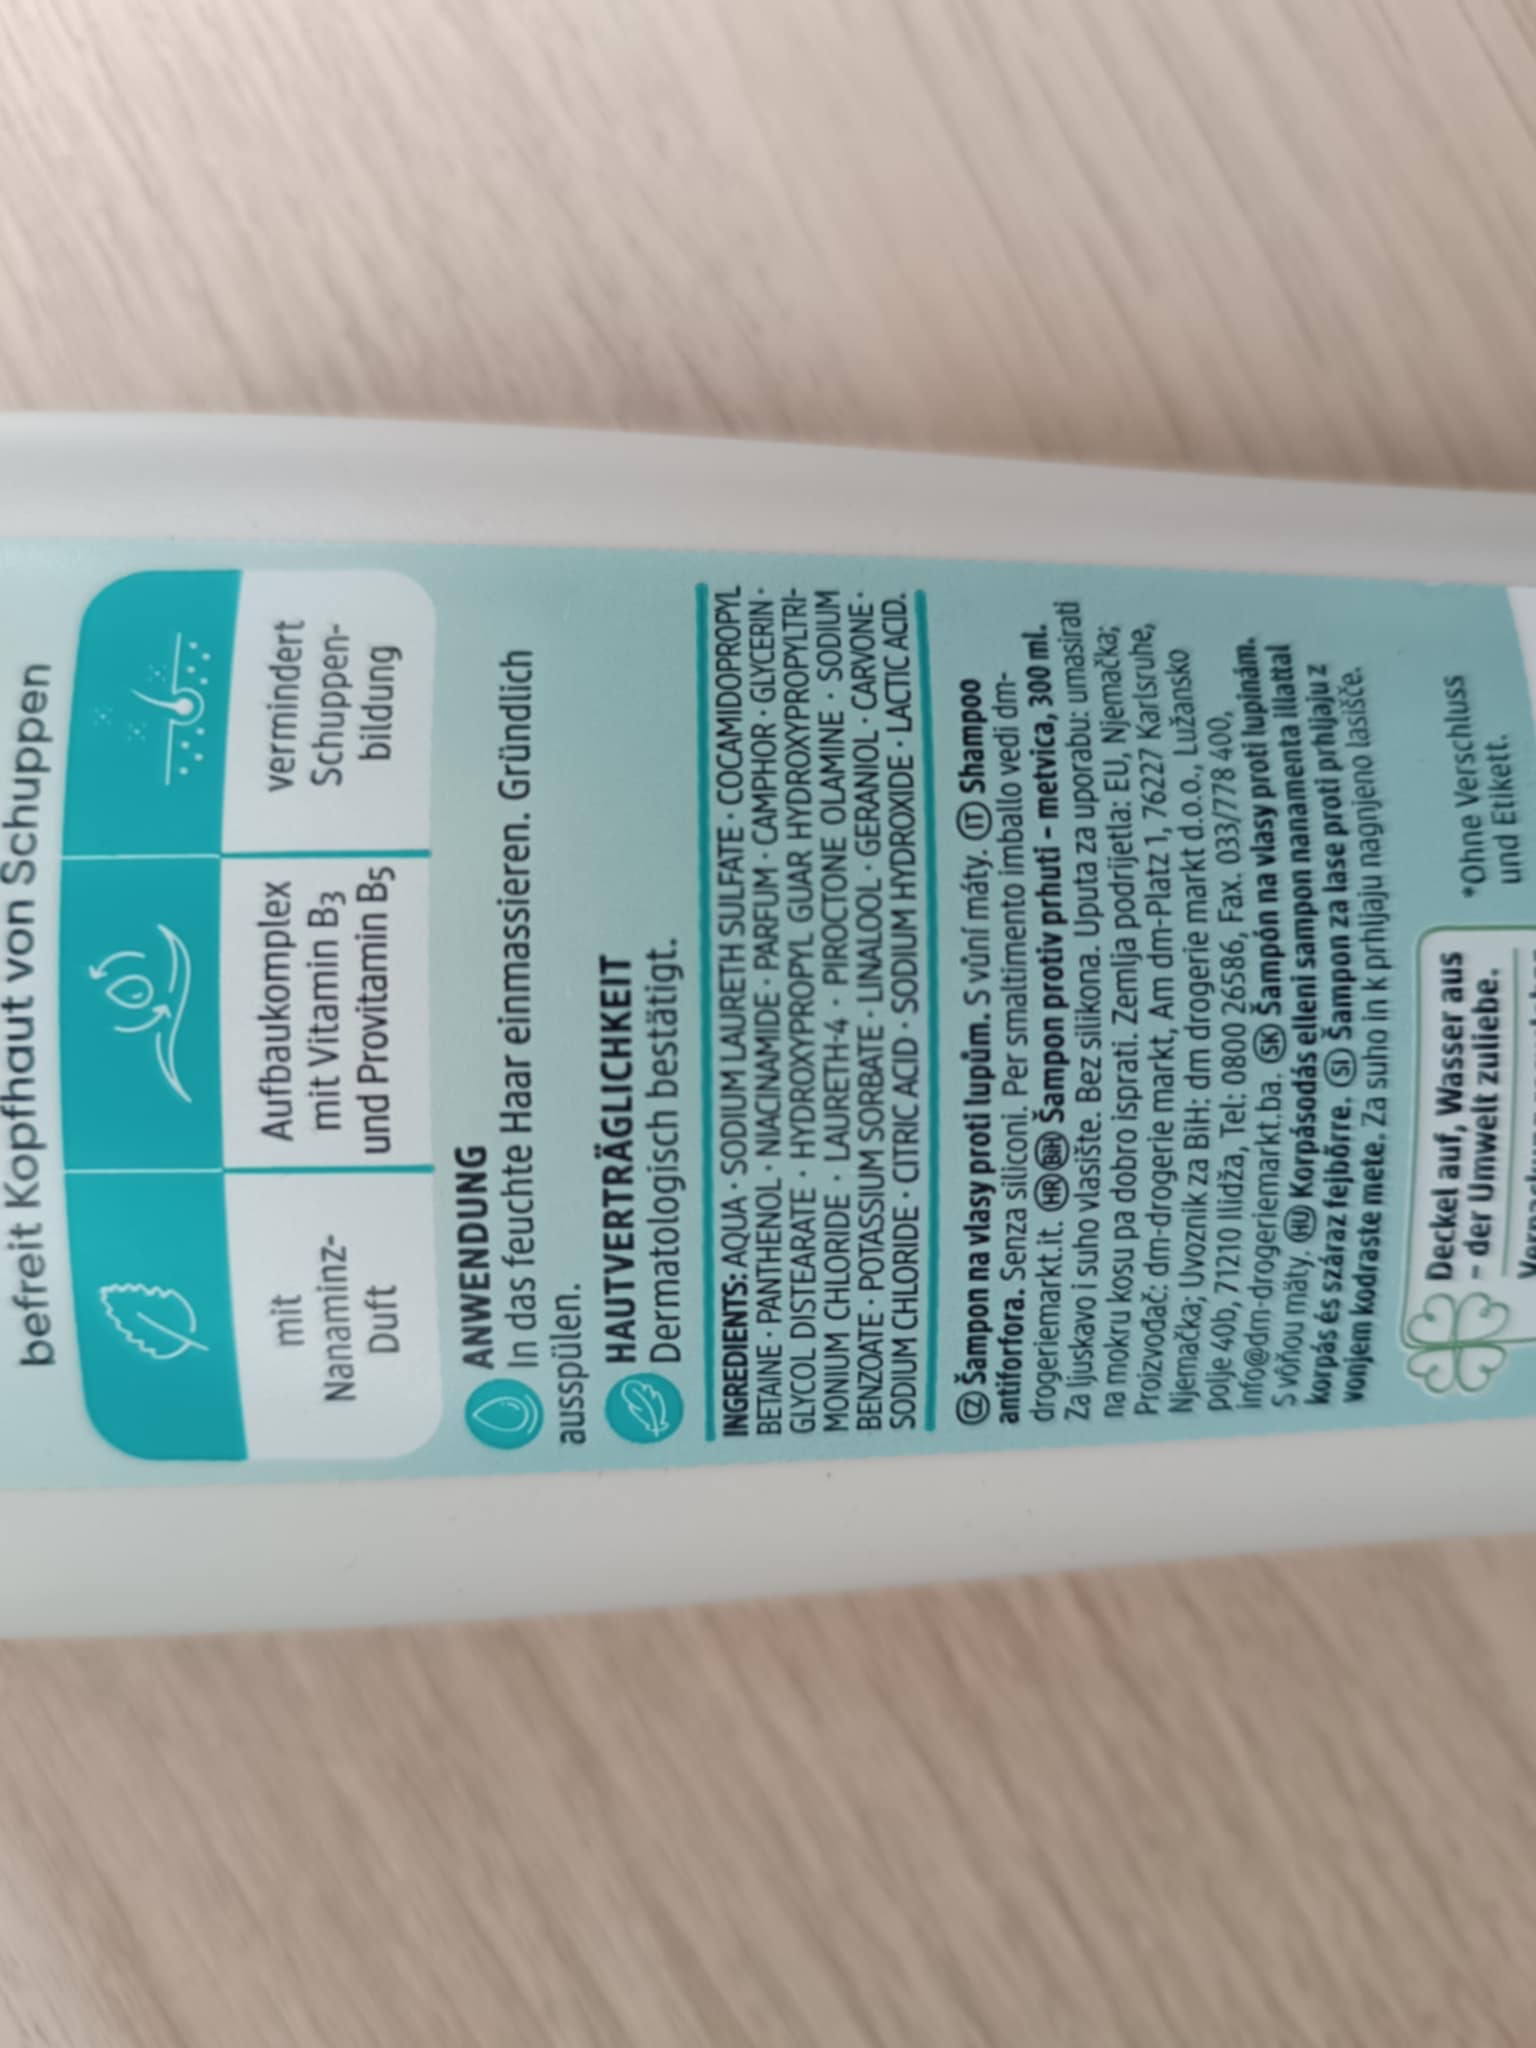 befreit Kopfhaut von Schuppen
mit
Nanaminz-
Duft
Aufbaukomplex
mit Vitamin B3
und Provitamin B5
vermindert
Schuppen-
bildung
ANWENDUNG
In das feuchte Haar einmassieren. Gründlich
ausspülen.
HAUTVERTRÄGLICHKEIT
Dermatologisch bestätigt.
INGREDIENTS: AQUA · SODIUM LAURETH SULFATE · COCAMIDOPROPYL
BETAINE · PANTHENOL · NIACINAMIDE · PARFUM · CAMPHOR · GLYCERIN ·
GLYCOL DISTEARATE · HYDROXYPROPYL GUAR HYDROXYPROPYLTRI-
MONIUM CHLORIDE · LAURETH-4 · PIROCTONE OLAMINE · SODIUM
BENZOATE · POTASSIUM SORBATE · LINALOOL · GERANIOL · CARVONE ·
SODIUM CHLORIDE · CITRIC ACID · SODIUM HYDROXIDE · LACTIC ACID.
CZ Šampon na vlasy proti lupům. S vůní máty. IT Shampoo
antiforfora. Senza siliconi. Per smaltimento imballo vedi dm-
drogeriemarkt.it. HR BiH Šampon protiv prhuti – metvica, 300 ml.
Za ljuskavo i suho vlasište. Bez silikona. Uputa za uporabu: umasirati
na mokru kosu pa dobro isprati. Zemlja podrijetla: EU, Njemačka;
Proizvođač: dm-drogerie markt, Am dm-Platz 1, 76227 Karlsruhe,
Njemačka; Uvoznik za BiH: dm drogerie markt d.o.o., Lužansko
polje 40b, 71210 Ilidža, Tel: 0800 26586, Fax. 033/778 400,
info@dm-drogeriemarkt.ba. SK Šampón na vlasy proti lupinám.
S vôňou mäty. HU Korpásodás elleni sampon nanamenta illattal
korpás és száraz fejbőrre. SI Šampon za lase proti prhljaju z
vonjem kodraste mete. Za suho in k prhljaju nagnjeno lasišče.
Deckel auf, Wasser aus
– der Umwelt zuliebe.
*Ohne Verschluss
und Etikett.